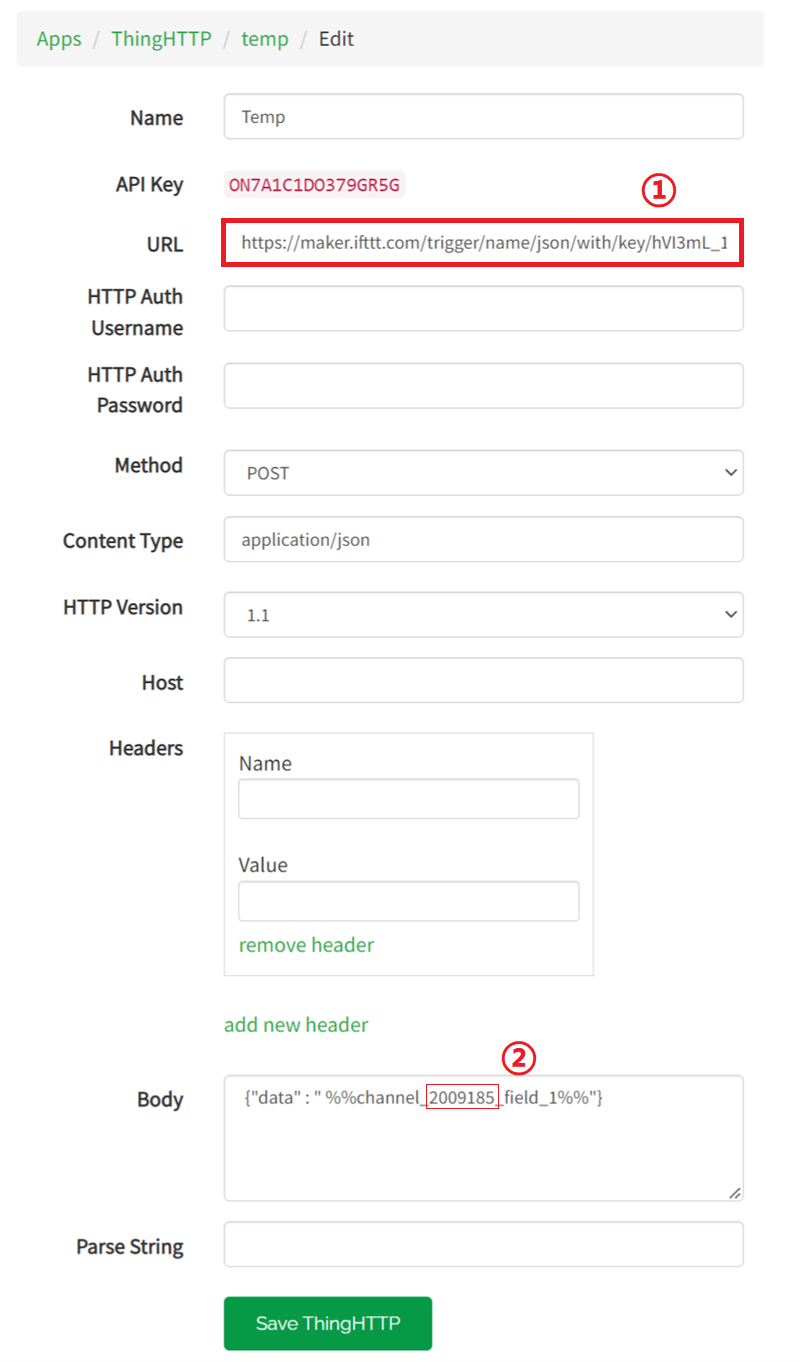 Apps / ThingHTTP / temp / Edit
Name Temp
API Key ON7A1C1DO379GR5G
①
URL https://maker.ifttt.com/trigger/name/json/with/key/hVI3mL_1
HTTP Auth
Username
HTTP Auth
Password
Method POST
Content Type application/json
HTTP Version 1.1
Host
Headers
Name
Value
remove header
add new header
②
Body {"data" : " %%channel_2009185_field_1%%"}
Parse String
Save ThingHTTP